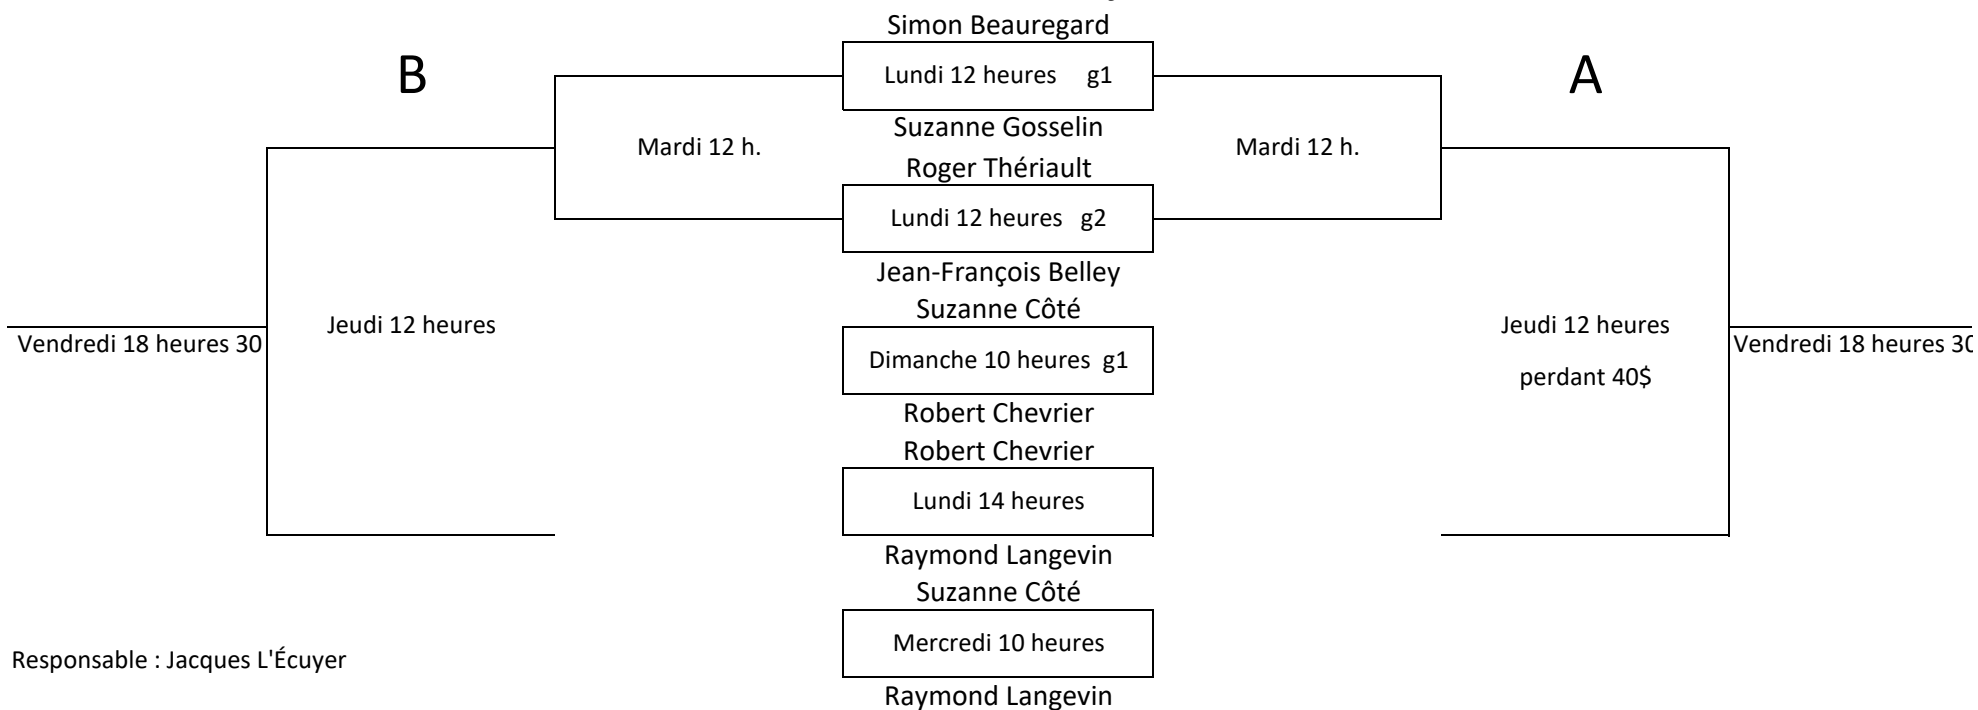 Simon Beauregard
B
Lundi 12 heures g1
A
Suzanne Gosselin
Mardi 12 h.
Mardi 12 h.
Roger Thériault
Lundi 12 heures g2
Jean-François Belley
Suzanne Côté
Jeudi 12 heures
Jeudi 12 heures
Vendredi 18 heures 30
Vendredi 18 heures 30
Dimanche 10 heures g1
perdant 40$
Robert Chevrier
Robert Chevrier
Lundi 14 heures
Raymond Langevin
Suzanne Côté
Mercredi 10 heures
Responsable : Jacques L'Écuyer
Raymond Langevin